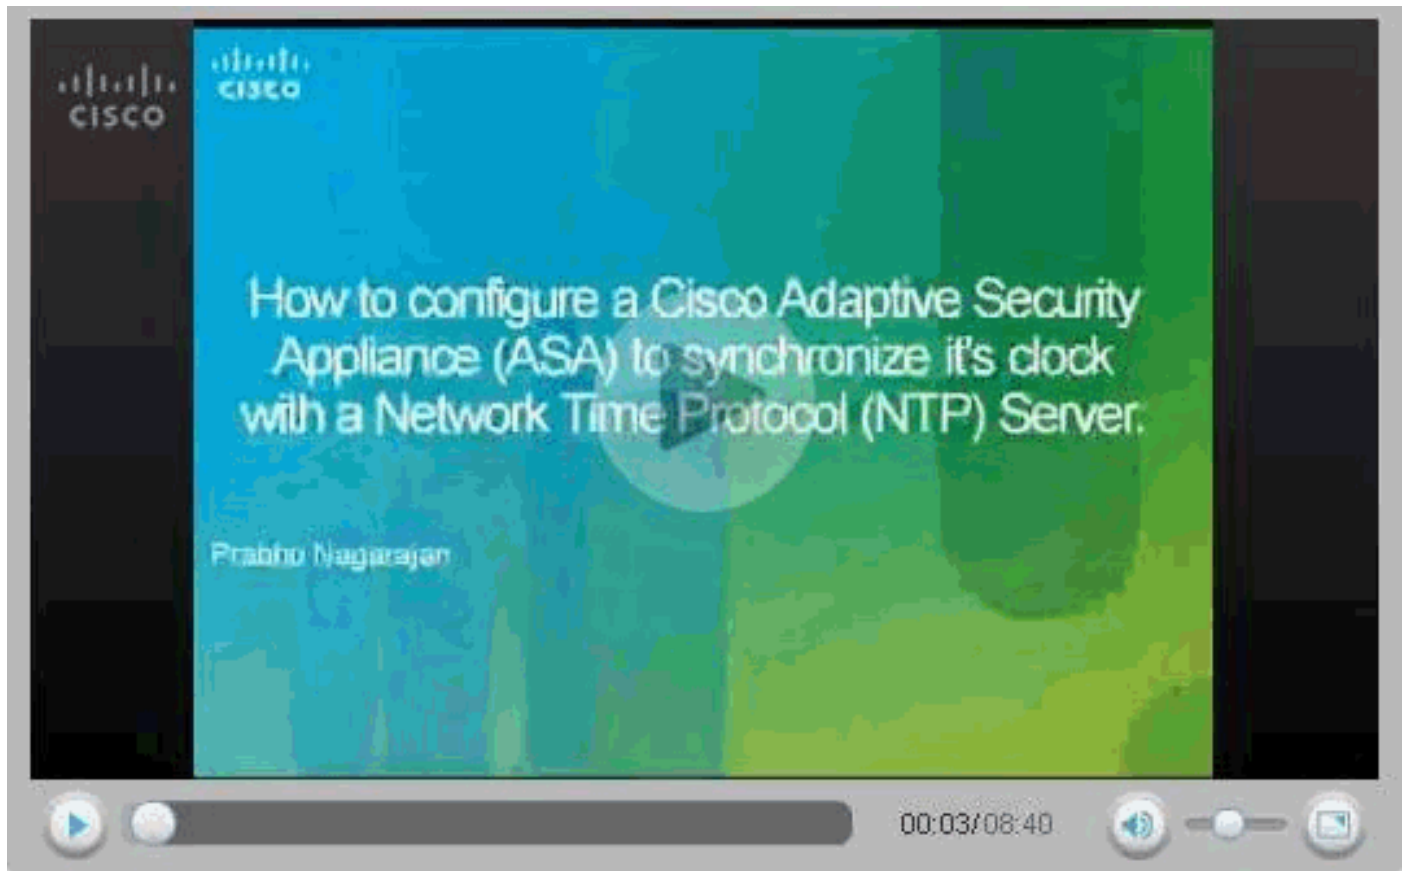 CISCO
CISCO
How to configure a Cisco Adaptive Security
Appliance (ASA) to synchronize it's clock
with a Network Time Protocol (NTP) Server.
Prabhu Nagarajan
00:03/08:40